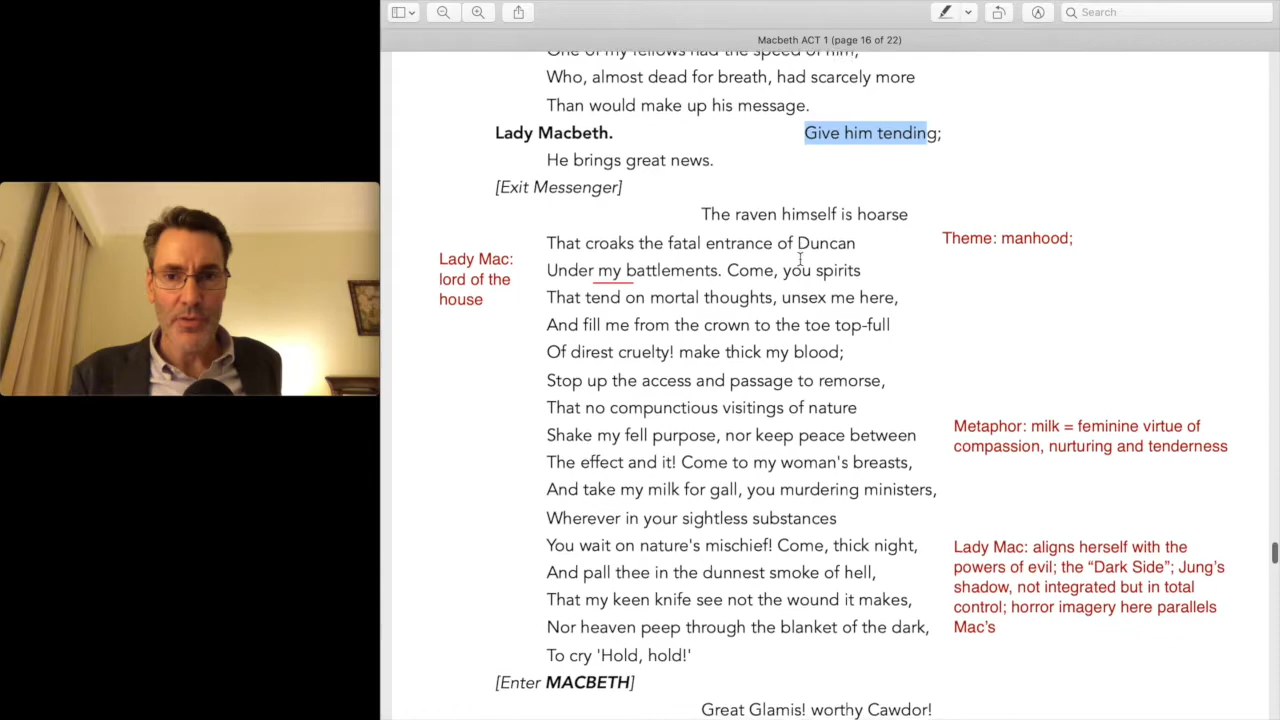 Search
Macbeth ACT 1 (page 16 of 22)
One of my fellows had the speed of him,
Who, almost dead for breath, had scarcely more
Than would make up his message.
Lady Macbeth. Give him tending;
He brings great news.
[Exit Messenger]
The raven himself is hoarse
That croaks the fatal entrance of Duncan
Under my battlements. Come, you spirits
That tend on mortal thoughts, unsex me here,
And fill me from the crown to the toe top-full
Of direst cruelty! make thick my blood;
Stop up the access and passage to remorse,
That no compunctious visitings of nature
Shake my fell purpose, nor keep peace between
The effect and it! Come to my woman's breasts,
And take my milk for gall, you murdering ministers,
Wherever in your sightless substances
You wait on nature's mischief! Come, thick night,
And pall thee in the dunnest smoke of hell,
That my keen knife see not the wound it makes,
Nor heaven peep through the blanket of the dark,
To cry 'Hold, hold!'
[Enter MACBETH]
Great Glamis! worthy Cawdor!
Lady Mac:
lord of the
house
Theme: manhood;
Metaphor: milk = feminine virtue of
compassion, nurturing and tenderness
Lady Mac: aligns herself with the
powers of evil; the “Dark Side”; Jung’s
shadow, not integrated but in total
control; horror imagery here parallels
Mac’s